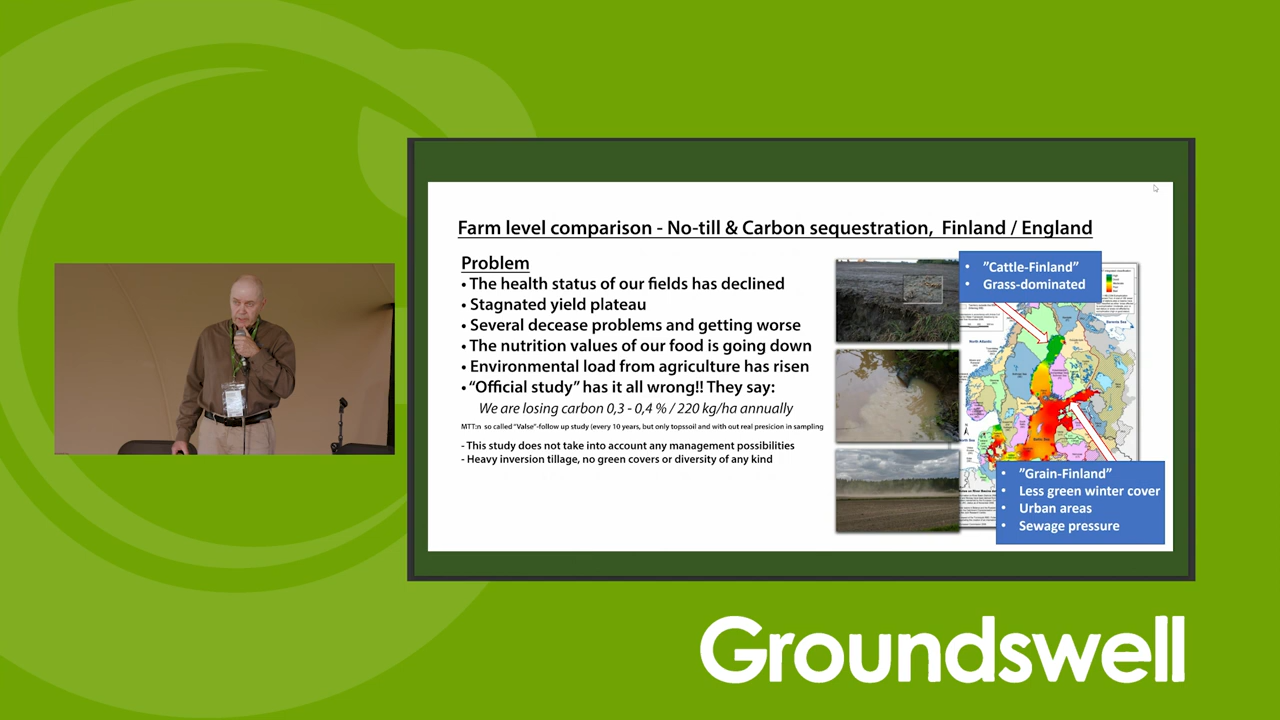 Farm level comparison - No-till & Carbon sequestration, Finland / England
Problem
• The health status of our fields has declined
• Stagnated yield plateau
• Several decease problems and getting worse
• The nutrition values of our food is going down
• Environmental load from agriculture has risen
• “Official study” has it all wrong!! They say:
We are losing carbon 0,3 - 0,4 % / 220 kg/ha annually
MTT:n so called ”Valse”-follow up study (every 10 years, but only topssoil and with out real presicion in sampling
- This study does not take into account any management possibilities
- Heavy inversion tillage, no green covers or diversity of any kind
• ”Cattle-Finland”
• Grass-dominated
• ”Grain-Finland”
• Less green winter cover
• Urban areas
• Sewage pressure
Groundswell